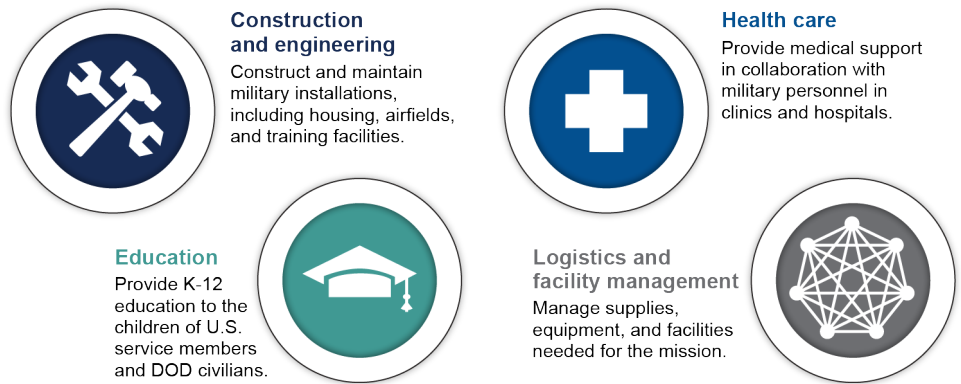 Construction
and engineering
Construct and maintain
military installations,
including housing, airfields,
and training facilities.
Health care
Provide medical support
in collaboration with
military personnel in
clinics and hospitals.
Education
Provide K-12
education to the
children of U.S.
service members
and DOD civilians.
Logistics and
facility management
Manage supplies,
equipment, and facilities
needed for the mission.